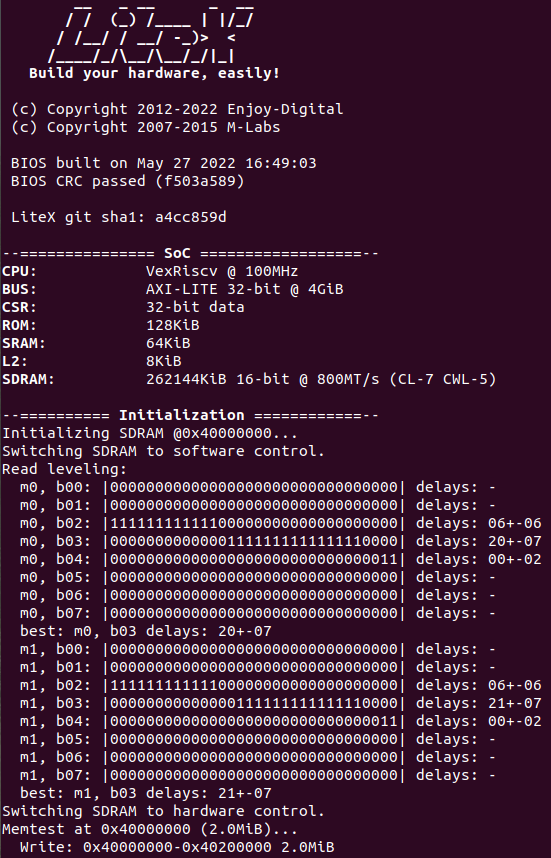 __   _ __      _  __
       / /  (_) /____ | |/_/
      / /__/ / __/ -_)>  <
     /____/_/\__/\__/_/|_|
Build your hardware, easily!
(c) Copyright 2012-2022 Enjoy-Digital
(c) Copyright 2007-2015 M-Labs
BIOS built on May 27 2022 16:49:03
BIOS CRC passed (f503a589)
LiteX git sha1: a4cc859d
--=============== SoC ==================--
CPU: VexRiscv @ 100MHz
BUS: AXI-LITE 32-bit @ 4GiB
CSR: 32-bit data
ROM: 128KiB
SRAM: 64KiB
L2: 8KiB
SDRAM: 262144KiB 16-bit @ 800MT/s (CL-7 CWL-5)
--========== Initialization ============--
Initializing SDRAM @0x40000000...
Switching SDRAM to software control.
Read leveling:
m0, b00: |00000000000000000000000000000000| delays: -
m0, b01: |00000000000000000000000000000000| delays: -
m0, b02: |11111111111100000000000000000000| delays: 06+-06
m0, b03: |00000000000001111111111111110000| delays: 20+-07
m0, b04: |00000000000000000000000000000011| delays: 00+-02
m0, b05: |00000000000000000000000000000000| delays: -
m0, b06: |00000000000000000000000000000000| delays: -
m0, b07: |00000000000000000000000000000000| delays: -
best: m0, b03 delays: 20+-07
m1, b00: |00000000000000000000000000000000| delays: -
m1, b01: |00000000000000000000000000000000| delays: -
m1, b02: |11111111111100000000000000000000| delays: 06+-06
m1, b03: |00000000000000111111111111110000| delays: 21+-07
m1, b04: |00000000000000000000000000000011| delays: 00+-02
m1, b05: |00000000000000000000000000000000| delays: -
m1, b06: |00000000000000000000000000000000| delays: -
m1, b07: |00000000000000000000000000000000| delays: -
best: m1, b03 delays: 21+-07
Switching SDRAM to hardware control.
Memtest at 0x40000000 (2.0MiB)...
Write: 0x40000000-0x40200000 2.0MiB